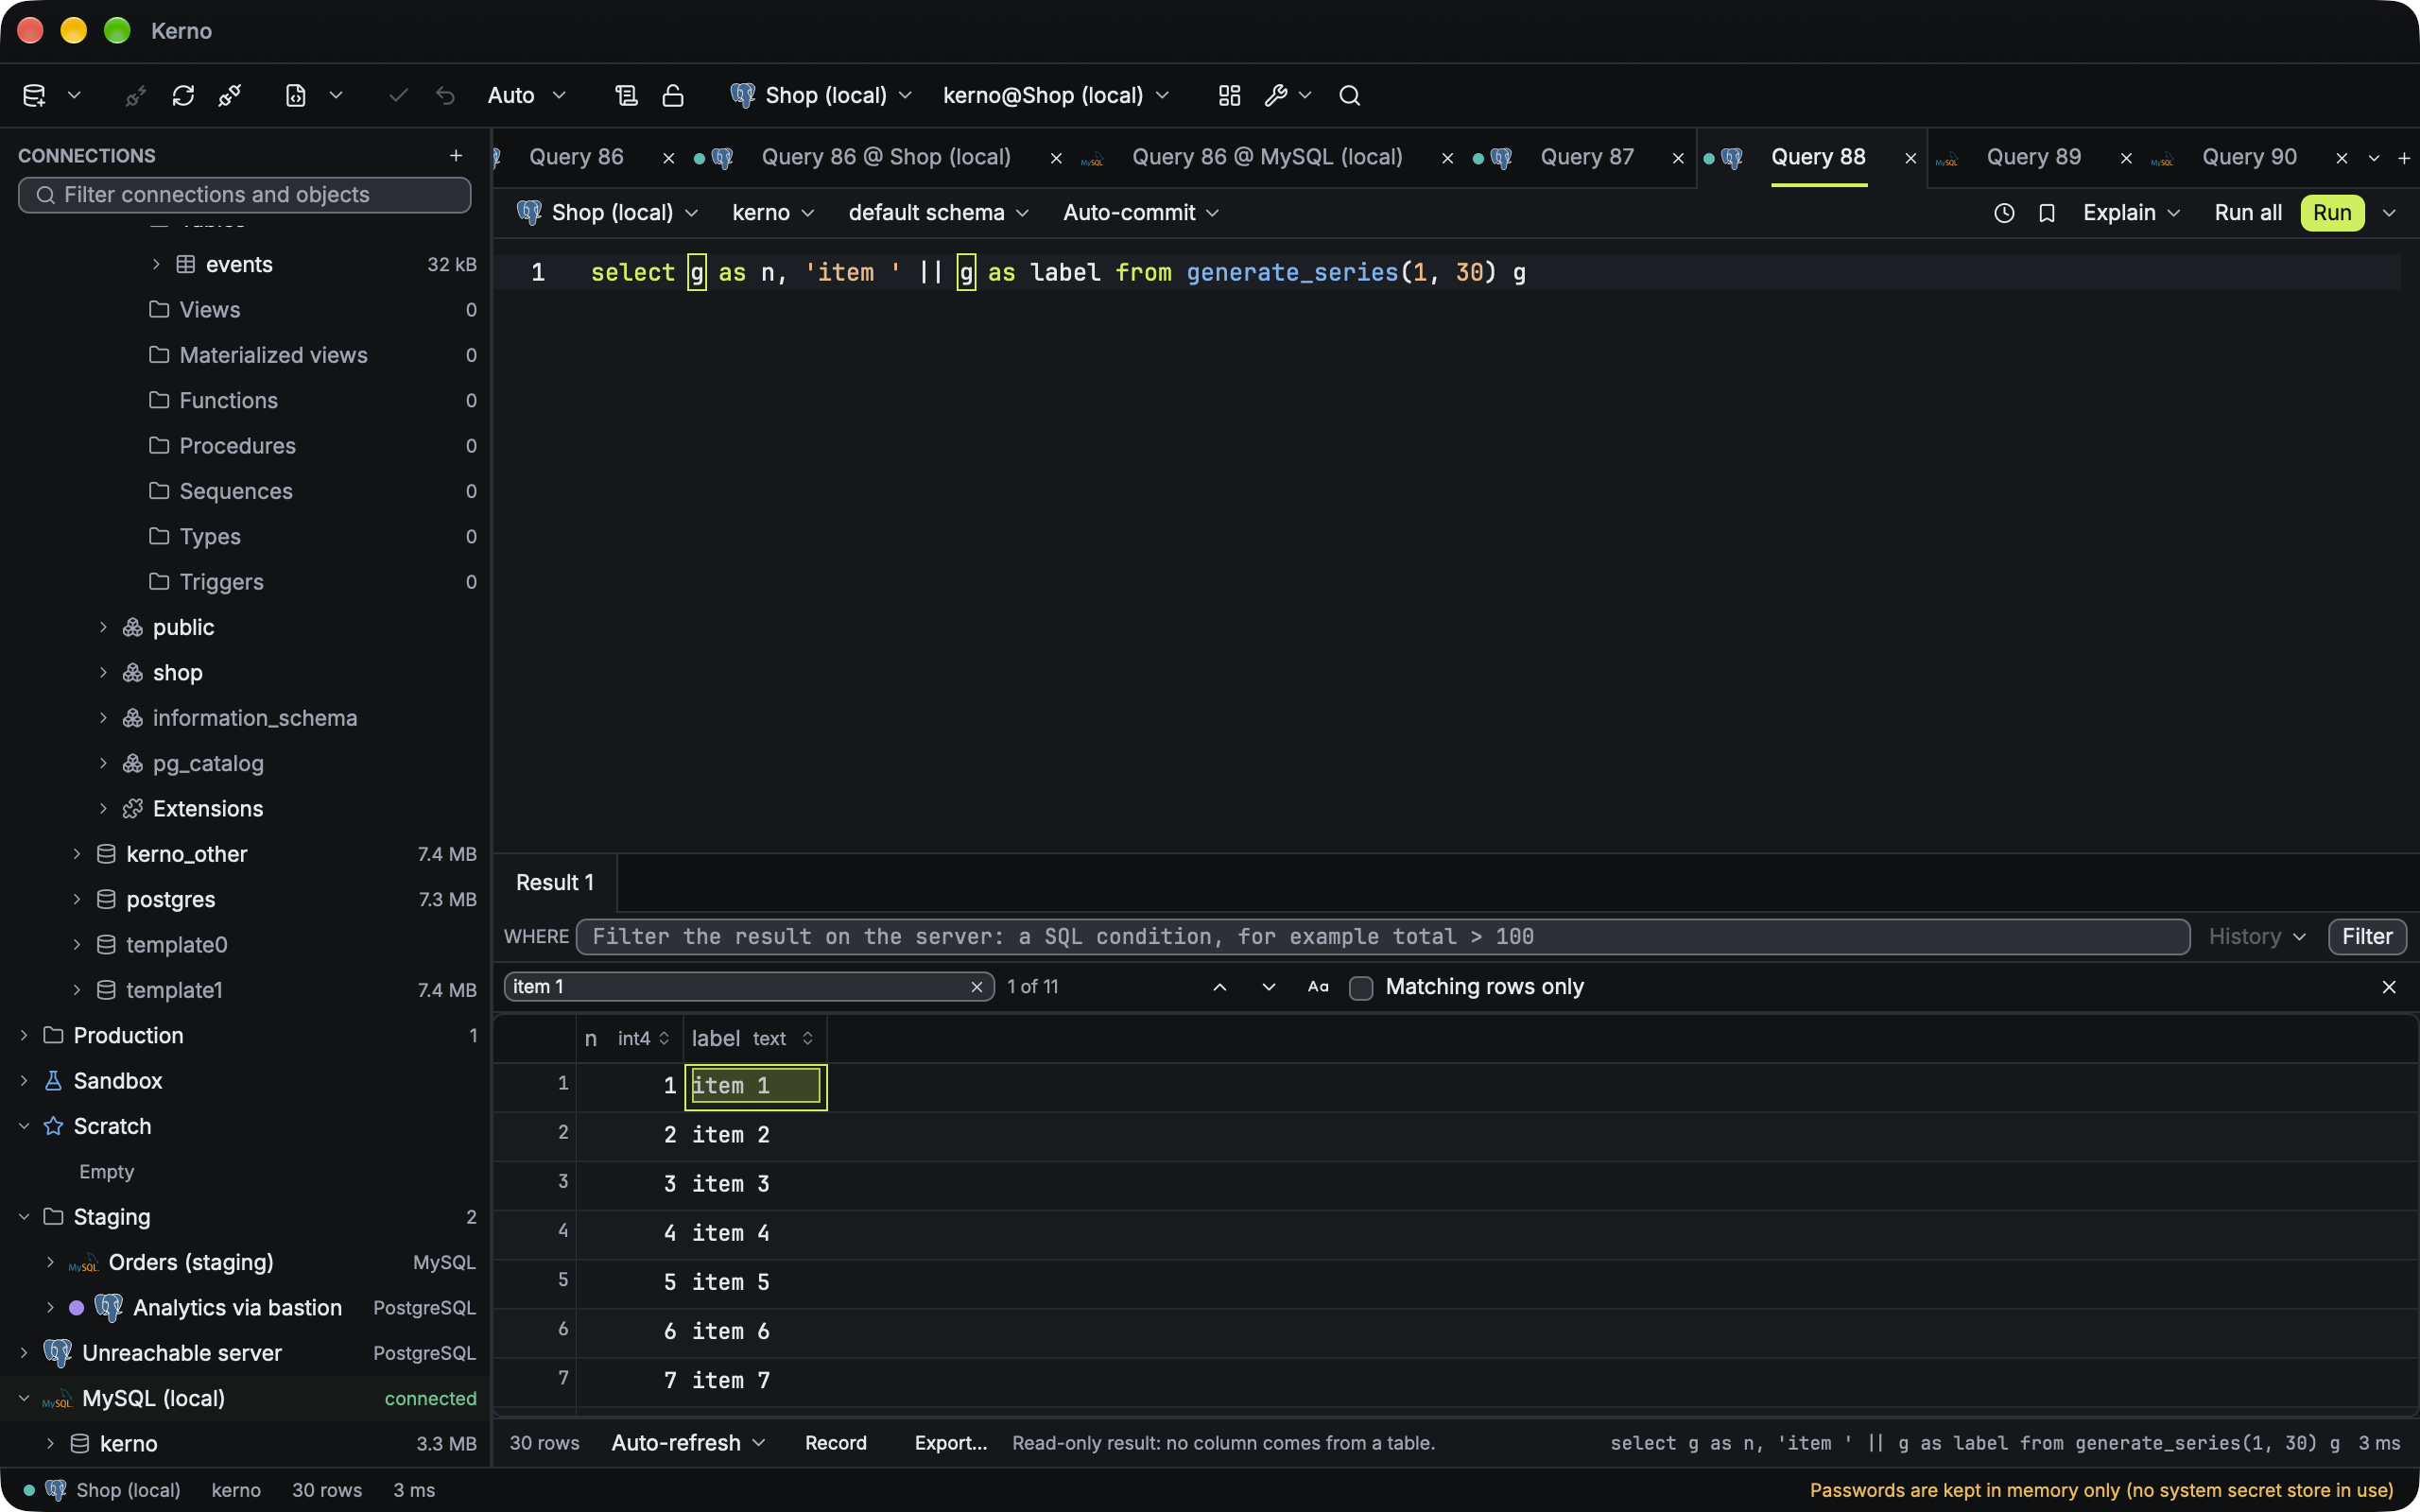 Kerno
Auto
Shop (local)
kerno@Shop (local)
CONNECTIONS
Filter connections and objects
events 32 kB
Views 0
Materialized views 0
Functions 0
Procedures 0
Sequences 0
Types 0
Triggers 0
public
shop
information_schema
pg_catalog
Extensions
kerno_other 7.4 MB
postgres 7.3 MB
template0
template1 7.4 MB
Production 1
Sandbox
Scratch
Empty
Staging 2
MySQL Orders (staging) MySQL
Analytics via bastion PostgreSQL
Unreachable server PostgreSQL
MySQL MySQL (local) connected
kerno 3.3 MB
Query 86
Query 86 @ Shop (local)
MySQL Query 86 @ MySQL (local)
Query 87
Query 88
MySQL Query 89
MySQL Query 90
Shop (local) kerno default schema Auto-commit Explain Run all Run
1 select g as n, 'item ' || g as label from generate_series(1, 30) g
Result 1
WHERE Filter the result on the server: a SQL condition, for example total > 100 History Filter
item 1 1 of 11 Aa Matching rows only
n int4 label text
1 1 item 1
2 2 item 2
3 3 item 3
4 4 item 4
5 5 item 5
6 6 item 6
7 7 item 7
30 rows Auto-refresh Record Export... Read-only result: no column comes from a table. select g as n, 'item ' || g as label from generate_series(1, 30) g 3 ms
Shop (local) kerno 30 rows 3 ms Passwords are kept in memory only (no system secret store in use)